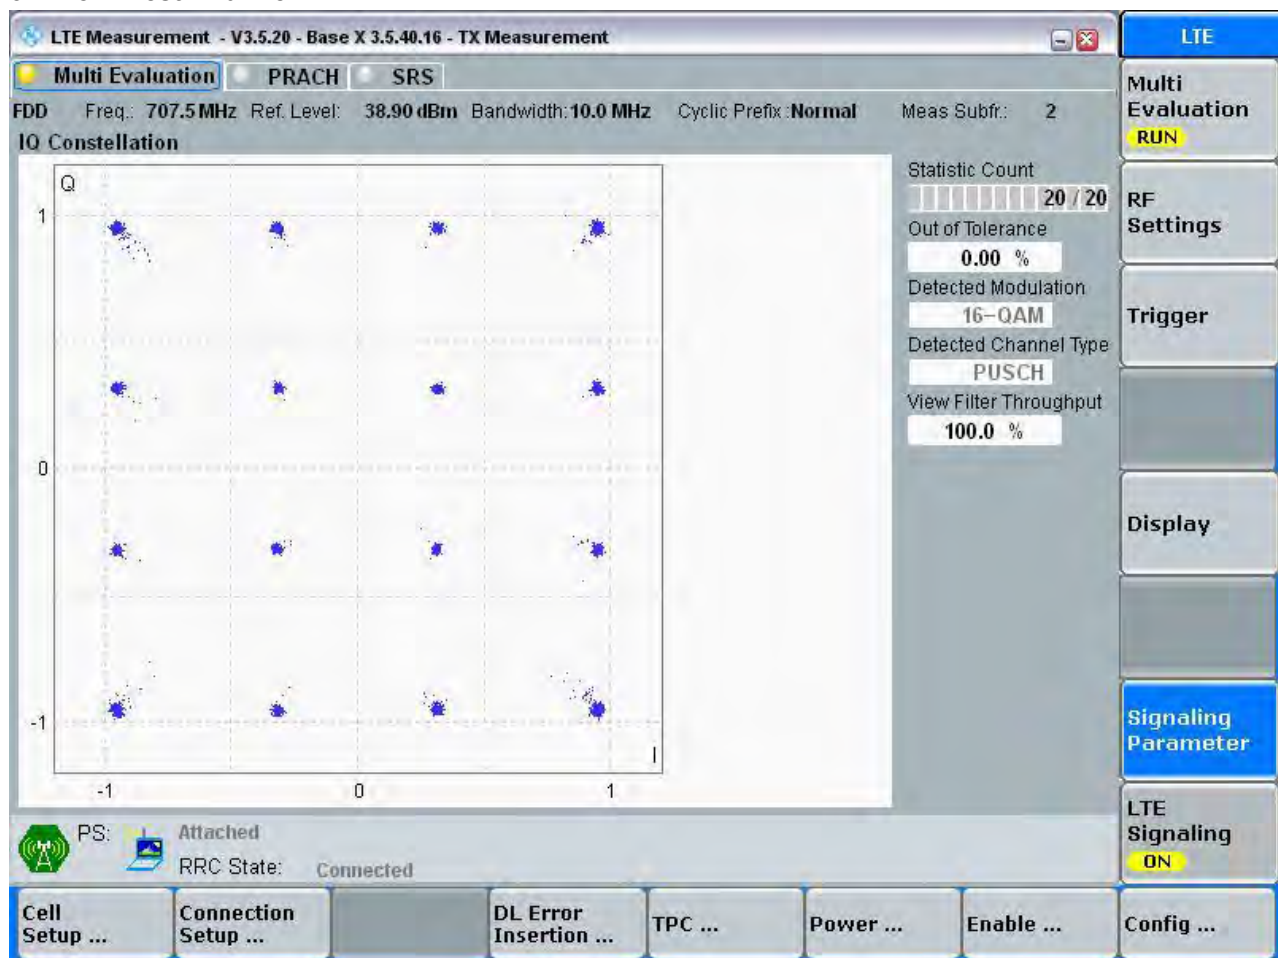 LTE Measurement - V3.5.20 - Base X 3.5.40.16 - TX Measurement
LTE
Multi Evaluation PRACH SRS
FDD Freq.: 707.5 MHz Ref. Level: 38.90 dBm Bandwidth: 10.0 MHz Cyclic Prefix : Normal Meas Subfr.: 2
IQ Constellation
Q
1
0
-1
-1 0 1
I
Statistic Count
20 / 20
Out of Tolerance
0.00 %
Detected Modulation
16-QAM
Detected Channel Type
PUSCH
View Filter Throughput
100.0 %
Multi
Evaluation
RUN
RF
Settings
Trigger
Display
Signaling
Parameter
LTE
Signaling
ON
PS: Attached
RRC State: Connected
Cell
Setup ...
Connection
Setup ...
DL Error
Insertion ...
TPC ...
Power ...
Enable ...
Config ...